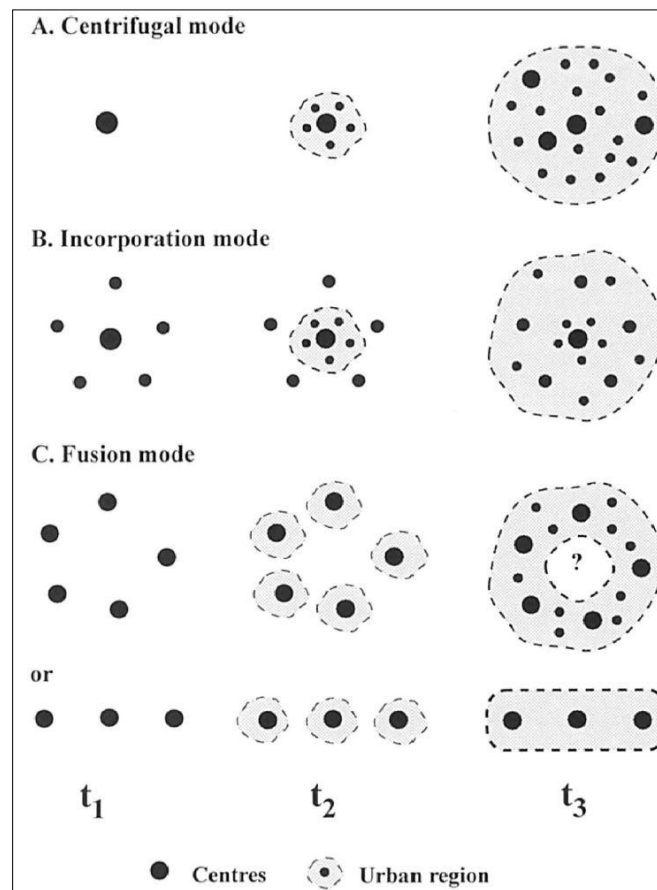 A. Centrifugal mode
B. Incorporation mode
C. Fusion mode
?
or
t1 t2 t3
Centres Urban region